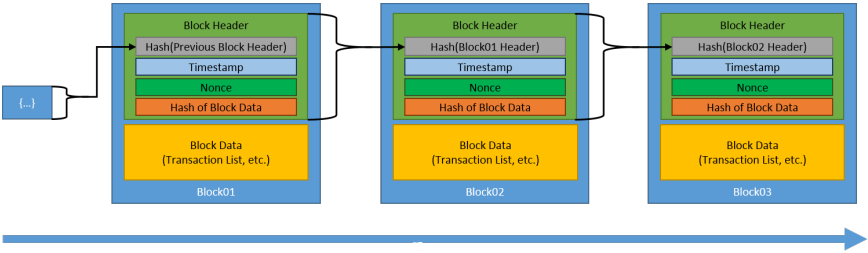 Block Header
Hash(Previous Block Header)
Timestamp
Nonce
Hash of Block Data
Block Data
(Transaction List, etc.)
Block01
Block Header
Hash(Block01 Header)
Timestamp
Nonce
Hash of Block Data
Block Data
(Transaction List, etc.)
Block02
Block Header
Hash(Block02 Header)
Timestamp
Nonce
Hash of Block Data
Block Data
(Transaction List, etc.)
Block03
{...}